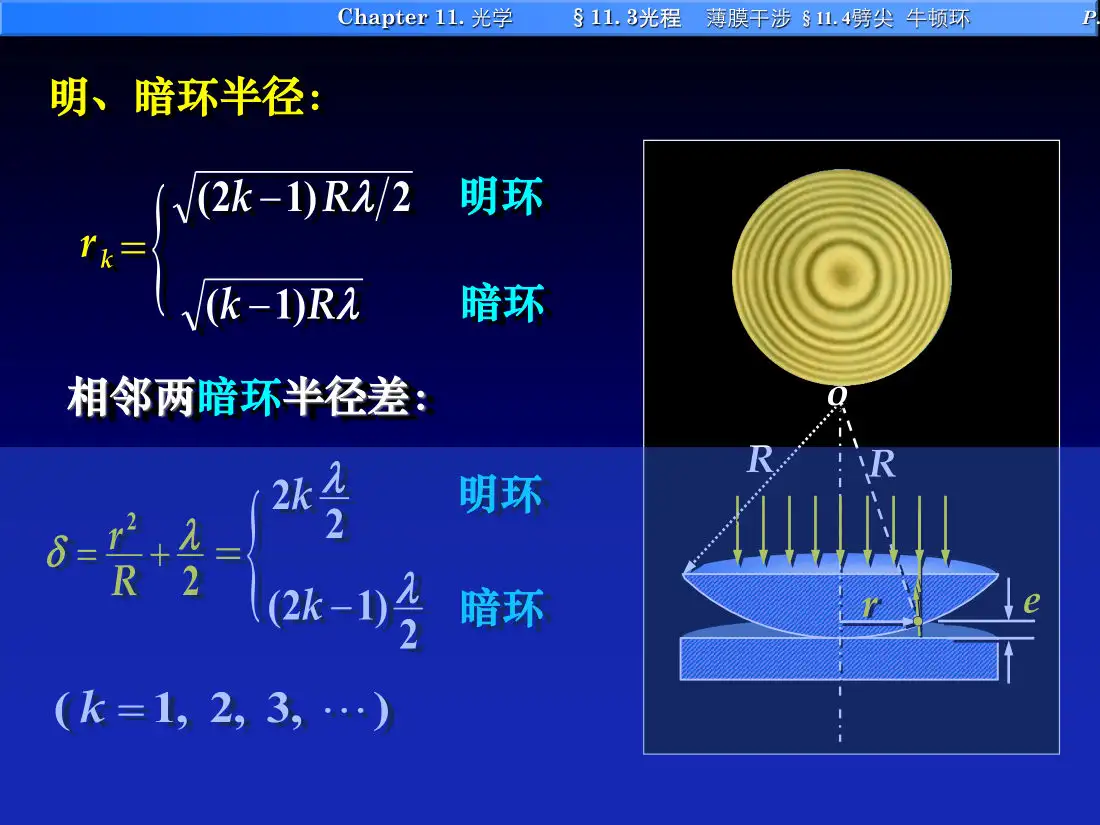 Chapter 11. 光学 §11.3光程 薄膜干涉 §11.4劈尖 牛顿环 P.
明、暗环半径:
r_k = { √((2k−1)Rλ/2) 明环
√((k−1)Rλ) 暗环
相邻两暗环半径差:
δ = r²/R + λ/2 = { 2k λ/2 明环
(2k−1) λ/2 暗环
(k = 1, 2, 3, ⋯)
O
R R
r e